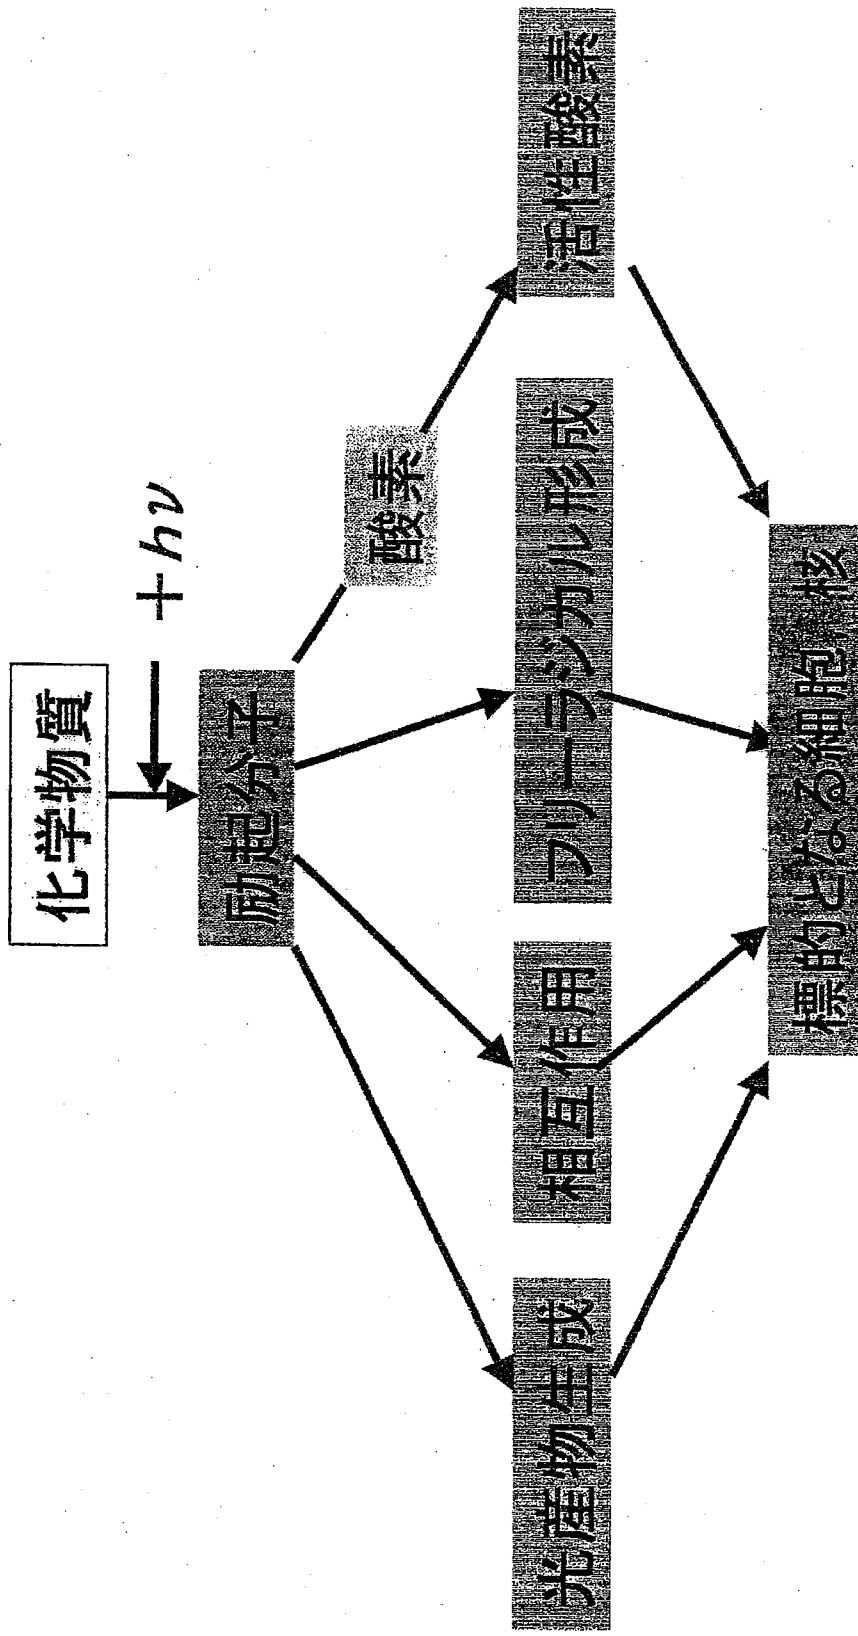 化学物質
＋hν
励起分子
酸素
光産物生成
相互作用
フリーラジカル形成
活性酸素
標的となる細胞、核